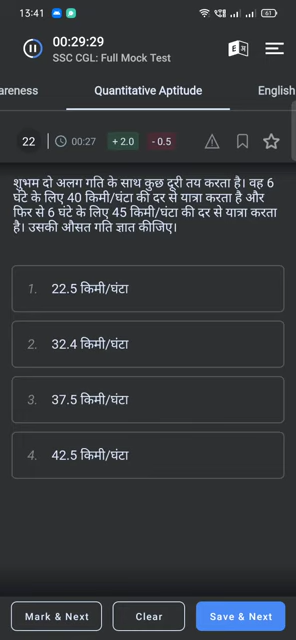 13:41
61
00:29:29
SSC CGL: Full Mock Test
areness
Quantitative Aptitude
English
22
00:27
+ 2.0
- 0.5
शुभम दो अलग गति के साथ कुछ दूरी तय करता है। वह 6
घंटे के लिए 40 किमी/घंटा की दर से यात्रा करता है और
फिर से 6 घंटे के लिए 45 किमी/घंटा की दर से यात्रा करता
है। उसकी औसत गति ज्ञात कीजिए।
1. 22.5 किमी/घंटा
2. 32.4 किमी/घंटा
3. 37.5 किमी/घंटा
4. 42.5 किमी/घंटा
Mark & Next
Clear
Save & Next